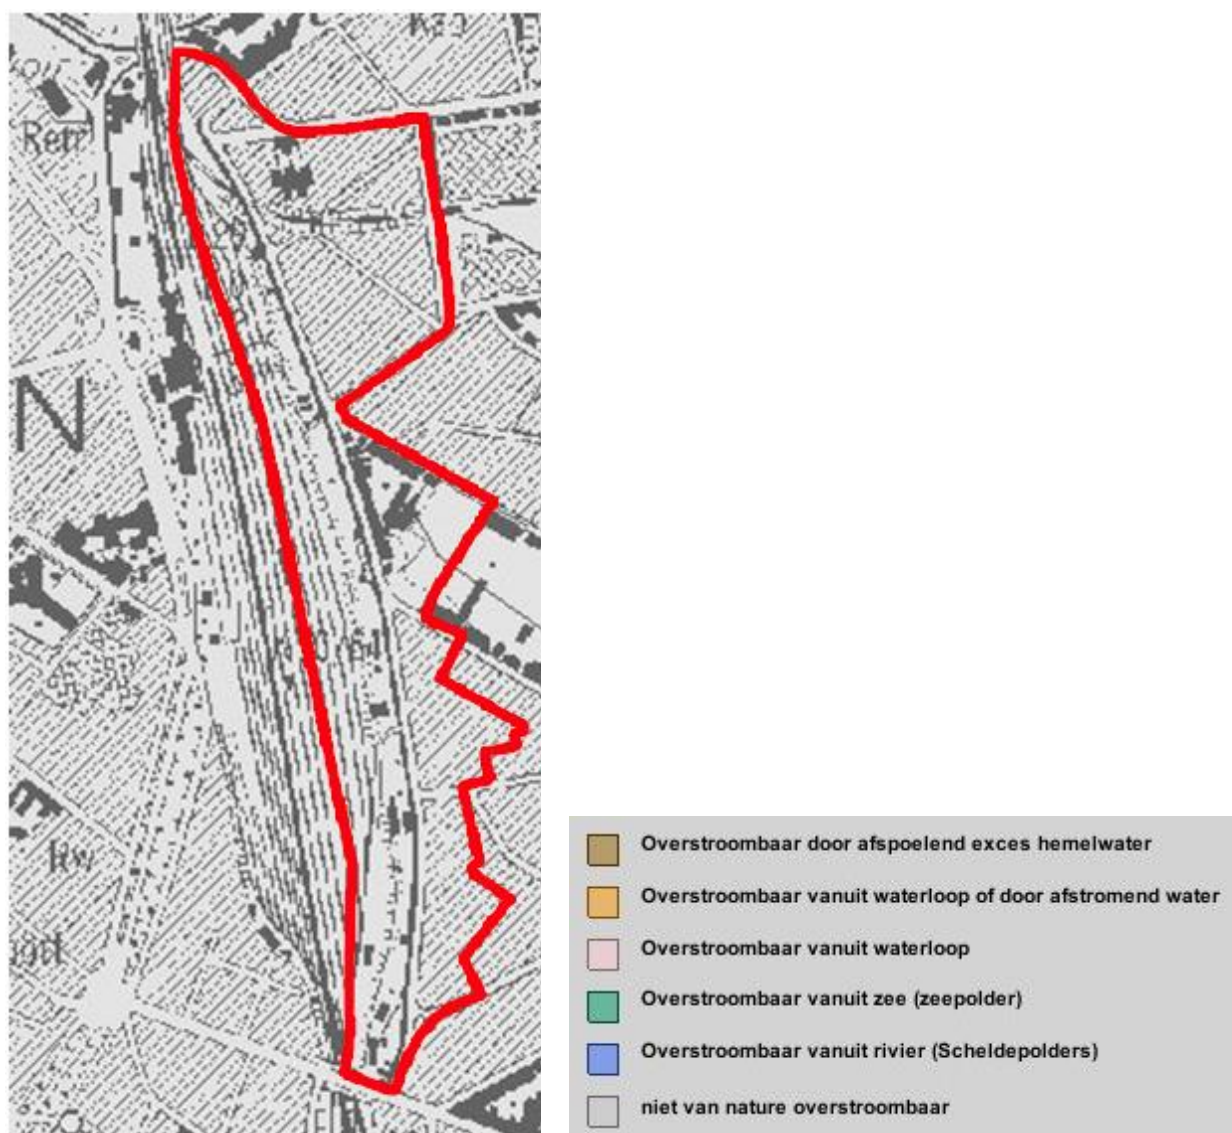 N
Overstroombaar door afspoelend exces hemelwater
Overstroombaar vanuit waterloop of door afstromend water
Overstroombaar vanuit waterloop
Overstroombaar vanuit zee (zeepolder)
Overstroombaar vanuit rivier (Scheldepolders)
niet van nature overstroombaar